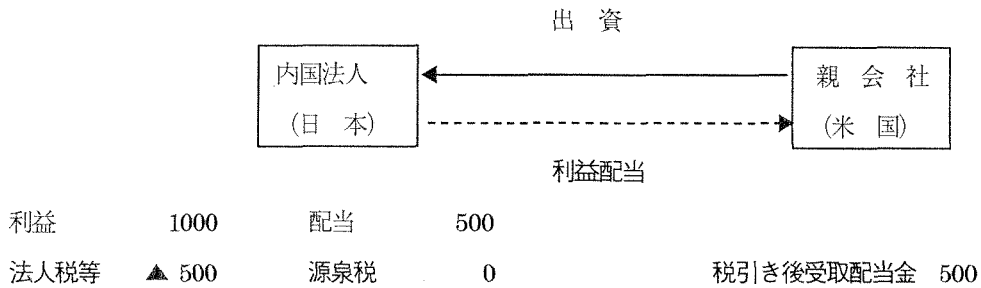 出 資
内国法人
(日 本)
親 会 社
(米 国)
利益配当
利益 1000 配当 500
法人税等 ▲ 500 源泉税 0 税引き後受取配当金 500